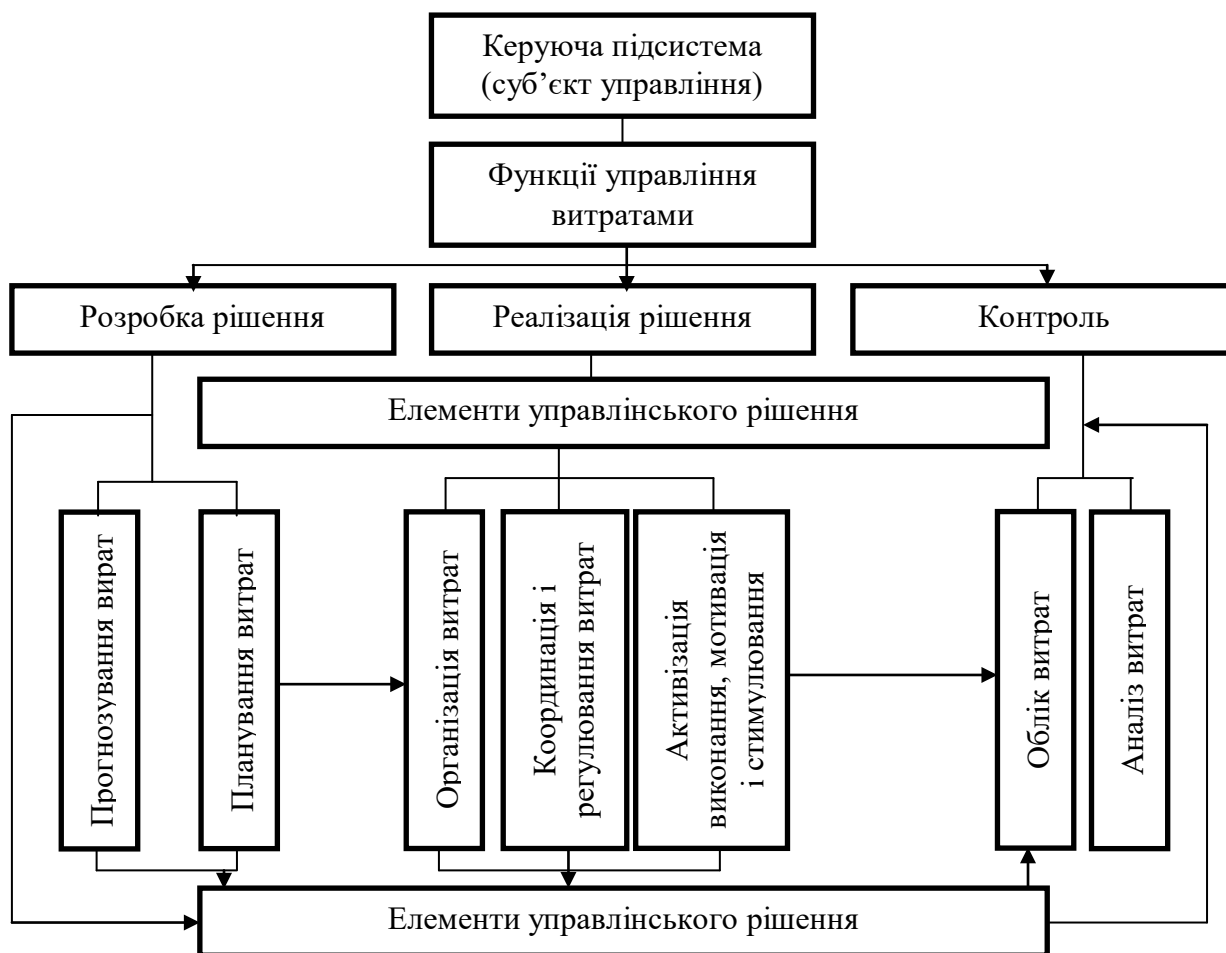 Керуюча підсистема
(суб’єкт управління)
Функції управління
витратами
Розробка рішення
Реалізація рішення
Контроль
Елементи управлінського рішення
Прогнозування вират
Планування витрат
Організація витрат
Координація і
регулювання витрат
Активізація
виконання, мотивація
і стимулювання
Облік витрат
Аналіз витрат
Елементи управлінського рішення